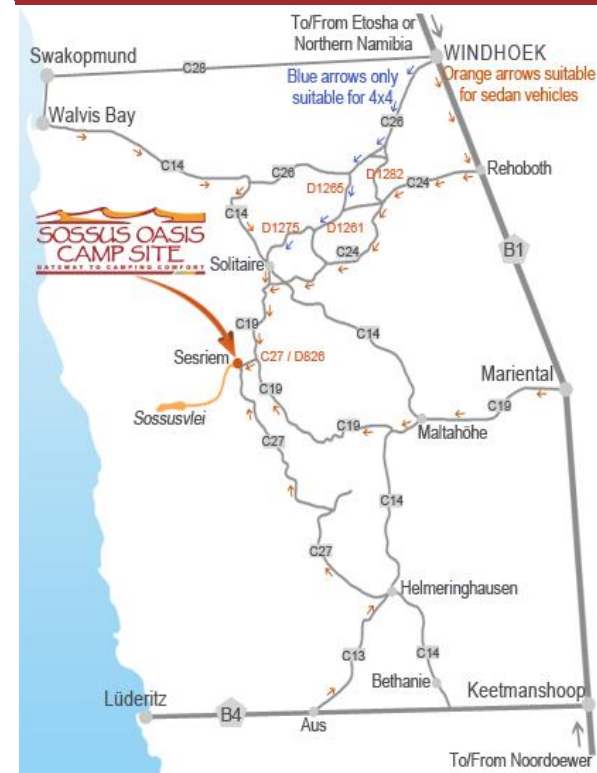 To/From Etosha or
Northern Namibia
WINDHOEK
Swakopmund
C28
Blue arrows only
suitable for 4x4
Orange arrows suitable
for sedan vehicles
Walvis Bay
C26
C14
C26
D1265
D1282
C24
Rehoboth
C14
D1275
D1261
SOSSUS OASIS
CAMP SITE
GATEWAY TO CAMPING COMFORT
C24
B1
Solitaire
C19
C14
Sesriem
C27 / D826
Mariental
C19
C19
Sossusvlei
C19
Maltahöhe
C27
C14
C27
Helmeringhausen
C13
C14
Bethanie
Keetmanshoop
Lüderitz
B4
Aus
To/From Noordoewer